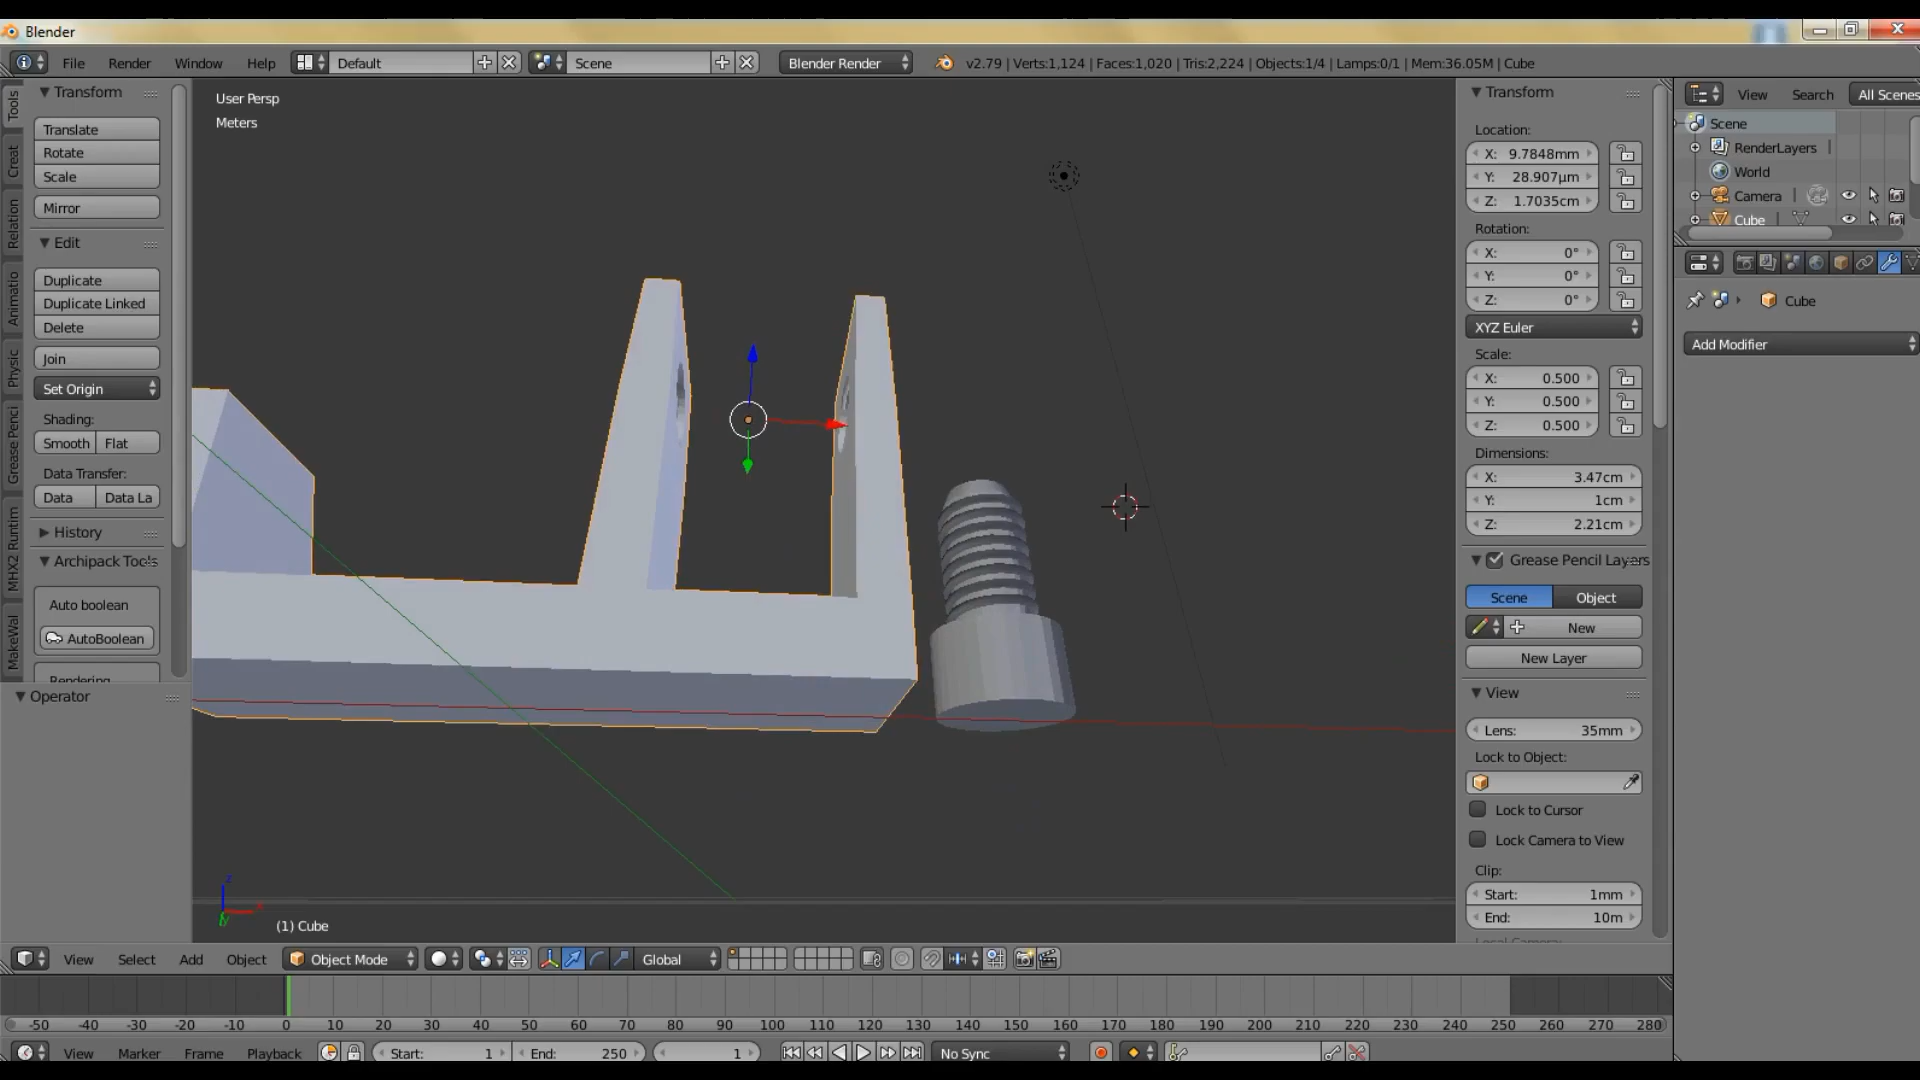 Blender
File Render Window Help Default Scene Blender Render v2.79 | Verts:1,124 | Faces:1,020 | Tris:2,224 | Objects:1/4 | Lamps:0/1 | Mem:36.05M | Cube
Tools
Creat
Relation
Animatio
Physic
Grease Penci
MHX2 Runtim
MakeWal
Transform
Translate
Rotate
Scale
Mirror
Edit
Duplicate
Duplicate Linked
Delete
Join
Set Origin
Shading:
Smooth Flat
Data Transfer:
Data Data La
History
Archipack Tools
Auto boolean
AutoBoolean
Rendering
Operator
User Persp
Meters
z
x
y
(1) Cube
Transform
Location:
X: 9.7848mm
Y: 28.907µm
Z: 1.7035cm
Rotation:
X: 0°
Y: 0°
Z: 0°
XYZ Euler
Scale:
X: 0.500
Y: 0.500
Z: 0.500
Dimensions:
X: 3.47cm
Y: 1cm
Z: 2.21cm
Grease Pencil Layers
Scene Object
New
New Layer
View
Lens: 35mm
Lock to Object:
Lock to Cursor
Lock Camera to View
Clip:
Start: 1mm
End: 10m
Local Camera:
View Search All Scenes
Scene
RenderLayers
World
Camera
Cube
Cube
Add Modifier
View Select Add Object Object Mode Global
-50 -40 -30 -20 -10 0 10 20 30 40 50 60 70 80 90 100 110 120 130 140 150 160 170 180 190 200 210 220 230 240 250 260 270 280
View Marker Frame Playback Start: 1 End: 250 1 No Sync